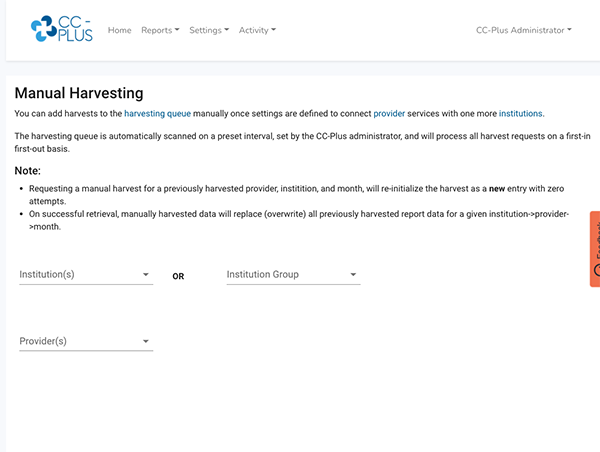 CC -
PLUS
Home Reports Settings Activity CC-Plus Administrator
Manual Harvesting
You can add harvests to the harvesting queue manually once settings are defined to connect provider services with one more institutions.
The harvesting queue is automatically scanned on a preset interval, set by the CC-Plus administrator, and will process all harvest requests on a first-in
first-out basis.
Note:
• Requesting a manual harvest for a previously harvested provider, instition, and month, will re-initialize the harvest as a new entry with zero
attempts.
• On successful retrieval, manually harvested data will replace (overwrite) all previously harvested report data for a given institution->provider-
>month.
Feedback
Institution(s) OR Institution Group
Provider(s)